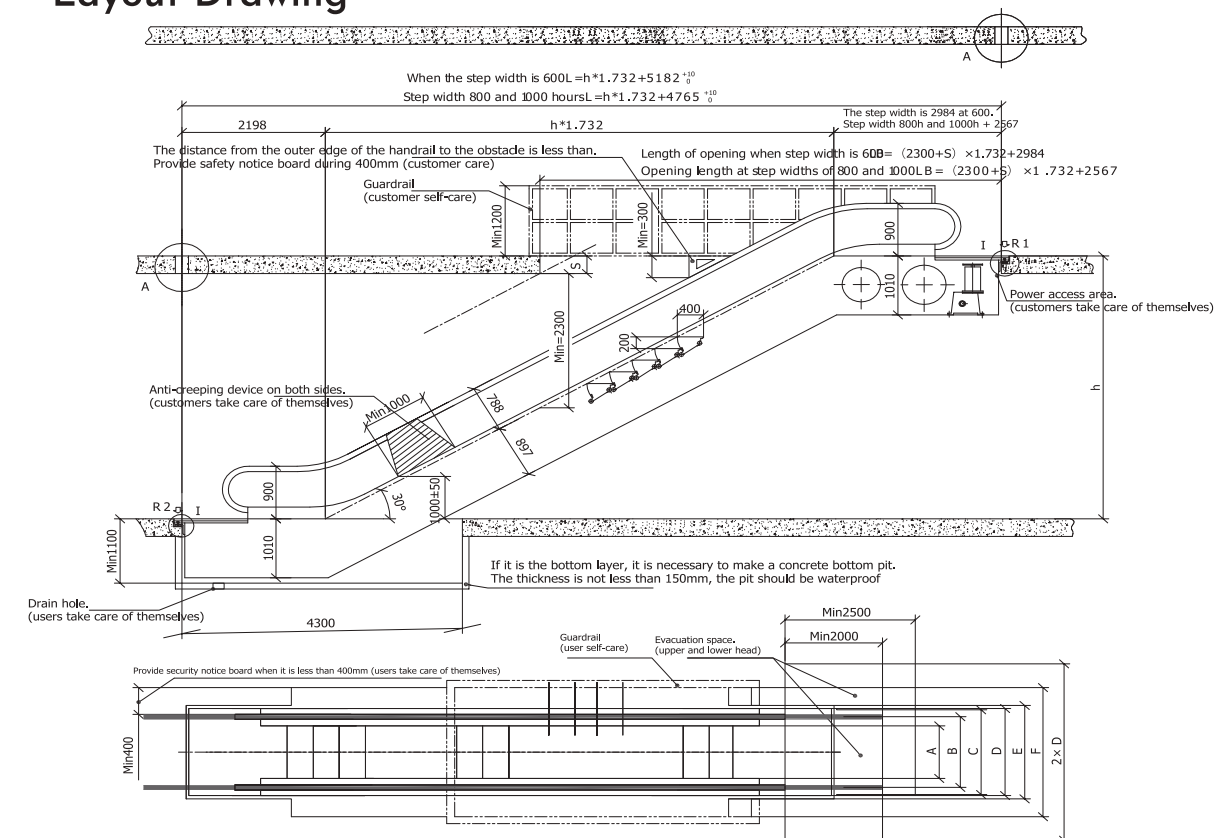 Layout Drawing
A
When the step width is 600L=h*1.732+5182 +10 0
Step width 800 and 1000 hoursL=h*1.732+4765 +10 0
The step width is 2984 at 600.
Step width 800h and 1000h + 2567
2198
h*1.732
The distance from the outer edge of the handrail to the obstacle is less than.
Provide safety notice board during 400mm (customer care)
Length of opening when step width is 600LB= (2300+S) ×1.732+2984
Opening length at step widths of 800 and 1000LB= (2300+S) ×1.732+2567
Guardrail
(customer self-care)
Min1200
Min=300
900
I
R1
A
S
1010
Power access area.
(customers take care of themselves)
400
200
Min=2300
h
Anti-creeping device on both sides.
(customers take care of themselves)
Min1000
788
897
900
30°
1000±50
R2
I
Min1100
1010
If it is the bottom layer, it is necessary to make a concrete bottom pit.
The thickness is not less than 150mm, the pit should be waterproof
Drain hole.
(users take care of themselves)
4300
Min2500
Min2000
Guardrail
(user self-care)
Evacuation space.
(upper and lower head)
Provide security notice board when it is less than 400mm (users take care of themselves)
Min400
A
B
C
D
E
F
2×D